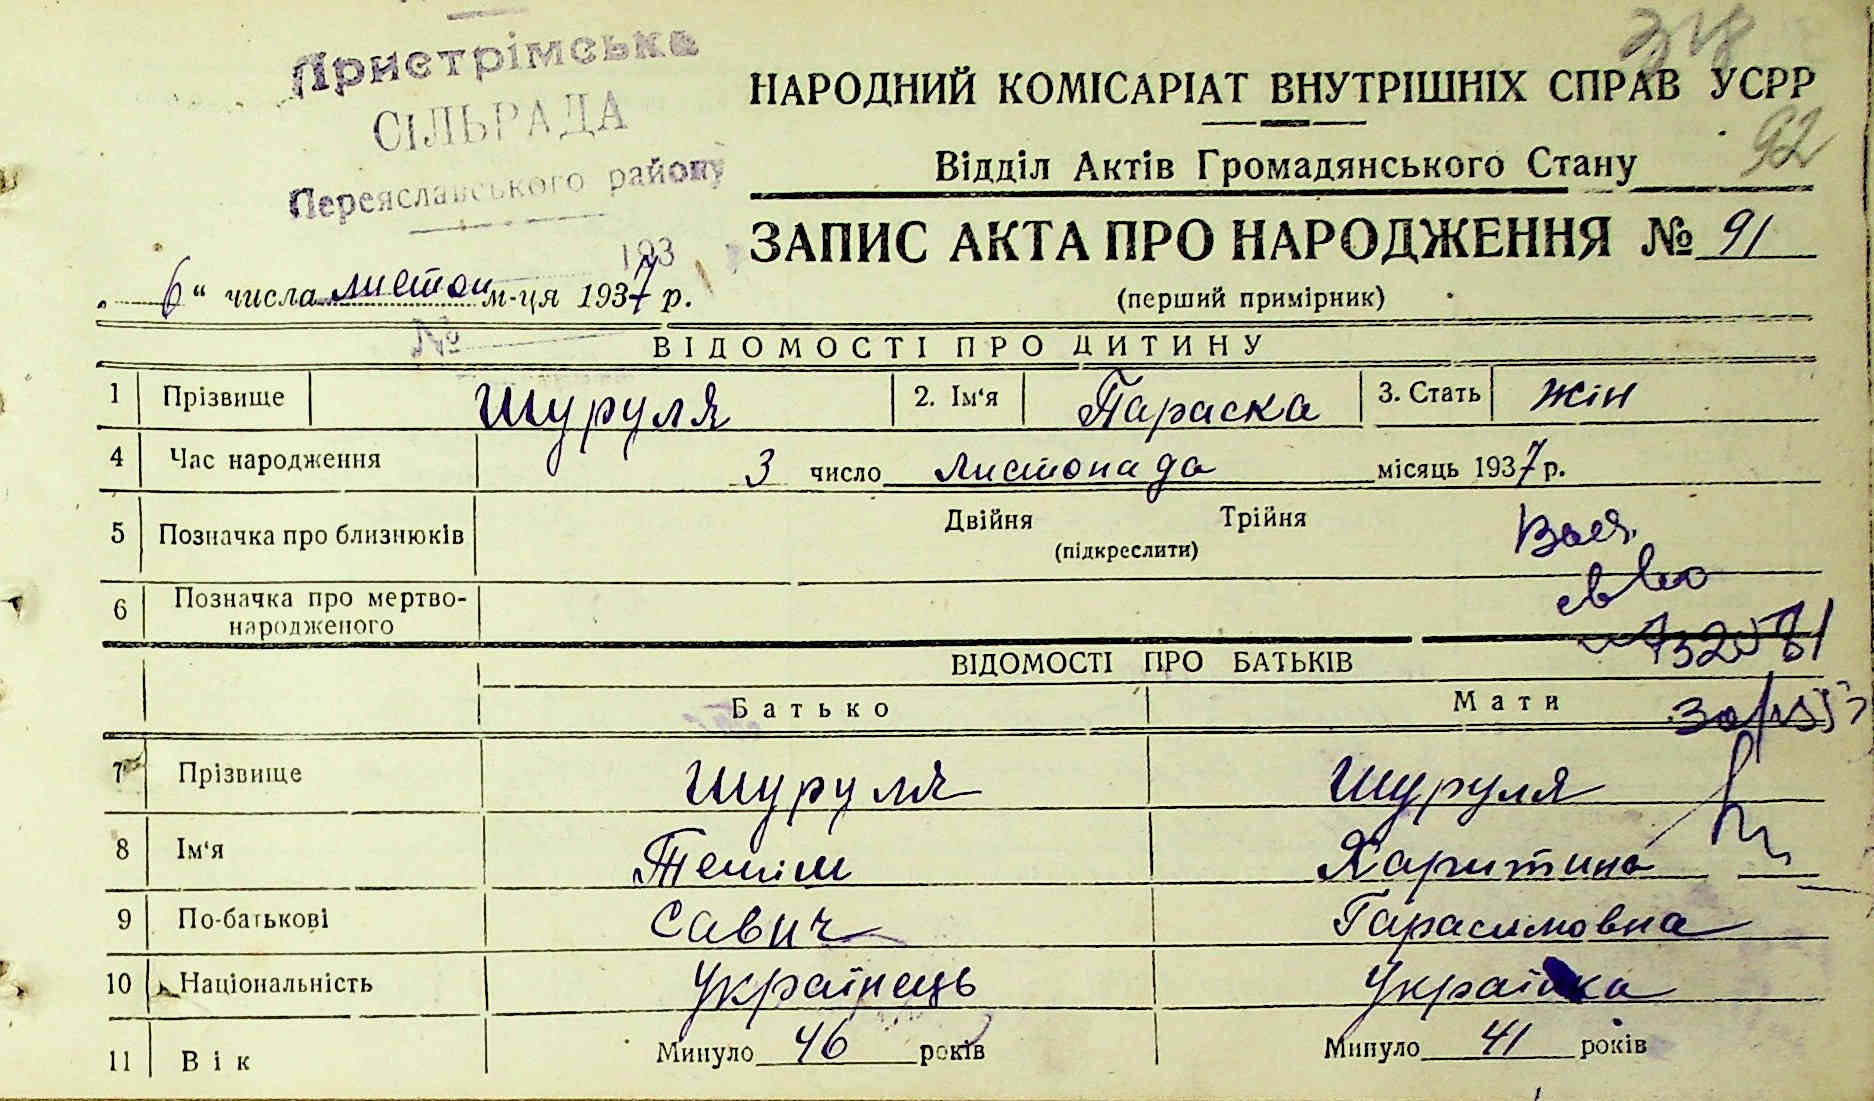 Пристрімська
СІЛЬРАДА
Переяславського району
193
№
НАРОДНИЙ КОМІСАРІАТ ВНУТРІШНІХ СПРАВ УСРР
92
Відділ Актів Громадянського Стану
ЗАПИС АКТА ПРО НАРОДЖЕННЯ № 91
(перший примірник)
„ 6 “ числа листоп м-ця 1937 р.
ВІДОМОСТІ ПРО ДИТИНУ
1 Прізвище Шуруля 2. Ім‘я Параска 3. Стать жін
4 Час народження 3 число листопада місяць 1937 р.
5 Позначка про близнюків Двійня Трійня
(підкреслити)
6 Позначка про мертво-
народженого
ВІДОМОСТІ ПРО БАТЬКІВ
Батько Мати
7 Прізвище Шуруля Шуруля
8 Ім‘я Харитина
9 По-батькові Савич Гарасимовна
10 Національність Українець Українка
11 Вік Минуло 46 років Минуло 41 років